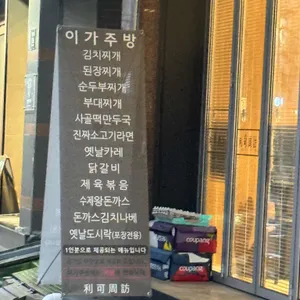 이가주방
김치찌개
된장찌개
순두부찌개
부대찌개
사골떡만두국
진짜소고기라면
옛날카레
닭갈비
제육볶음
수제왕돈까스
돈까스김치나베
옛날도시락(포장전용)
1인분으로 제공되는 메뉴입니다
利可周訪
coupang
coupang